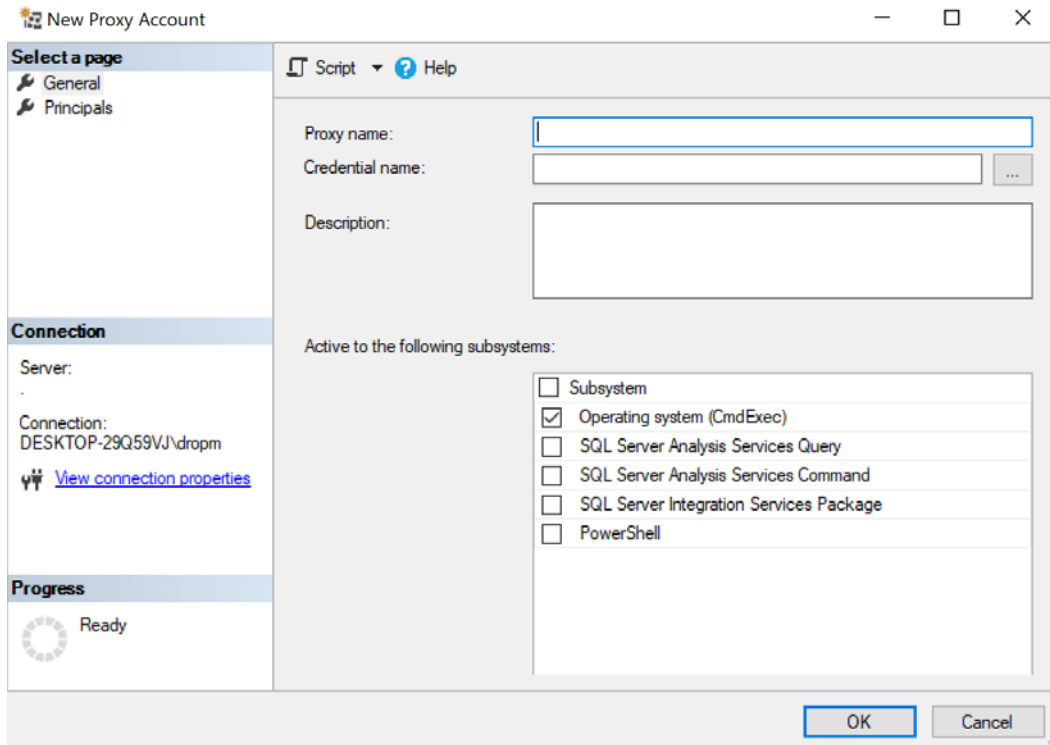 New Proxy Account
Select a page
General
Principals
Script
Help
Proxy name:
Credential name:
...
Description:
Active to the following subsystems:
Subsystem
Operating system (CmdExec)
SQL Server Analysis Services Query
SQL Server Analysis Services Command
SQL Server Integration Services Package
PowerShell
Connection
Server:
.
Connection:
DESKTOP-29Q59VJ\dropm
View connection properties
Progress
Ready
OK
Cancel